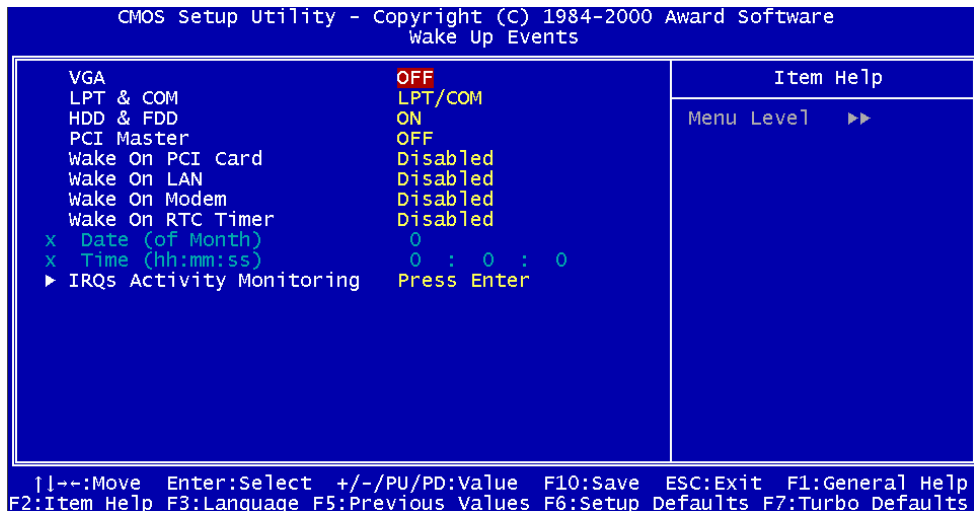 CMOS Setup Utility - Copyright (C) 1984-2000 Award Software
Wake Up Events
VGA OFF
LPT & COM LPT/COM
HDD & FDD ON
PCI Master OFF
Wake On PCI Card Disabled
Wake On LAN Disabled
Wake On Modem Disabled
Wake On RTC Timer Disabled
x Date (of Month) 0
x Time (hh:mm:ss) 0 : 0 : 0
► IRQs Activity Monitoring Press Enter
Item Help
Menu Level ►►
↑↓→←:Move Enter:Select +/-/PU/PD:Value F10:Save ESC:Exit F1:General Help
F2:Item Help F3:Language F5:Previous Values F6:Setup Defaults F7:Turbo Defaults